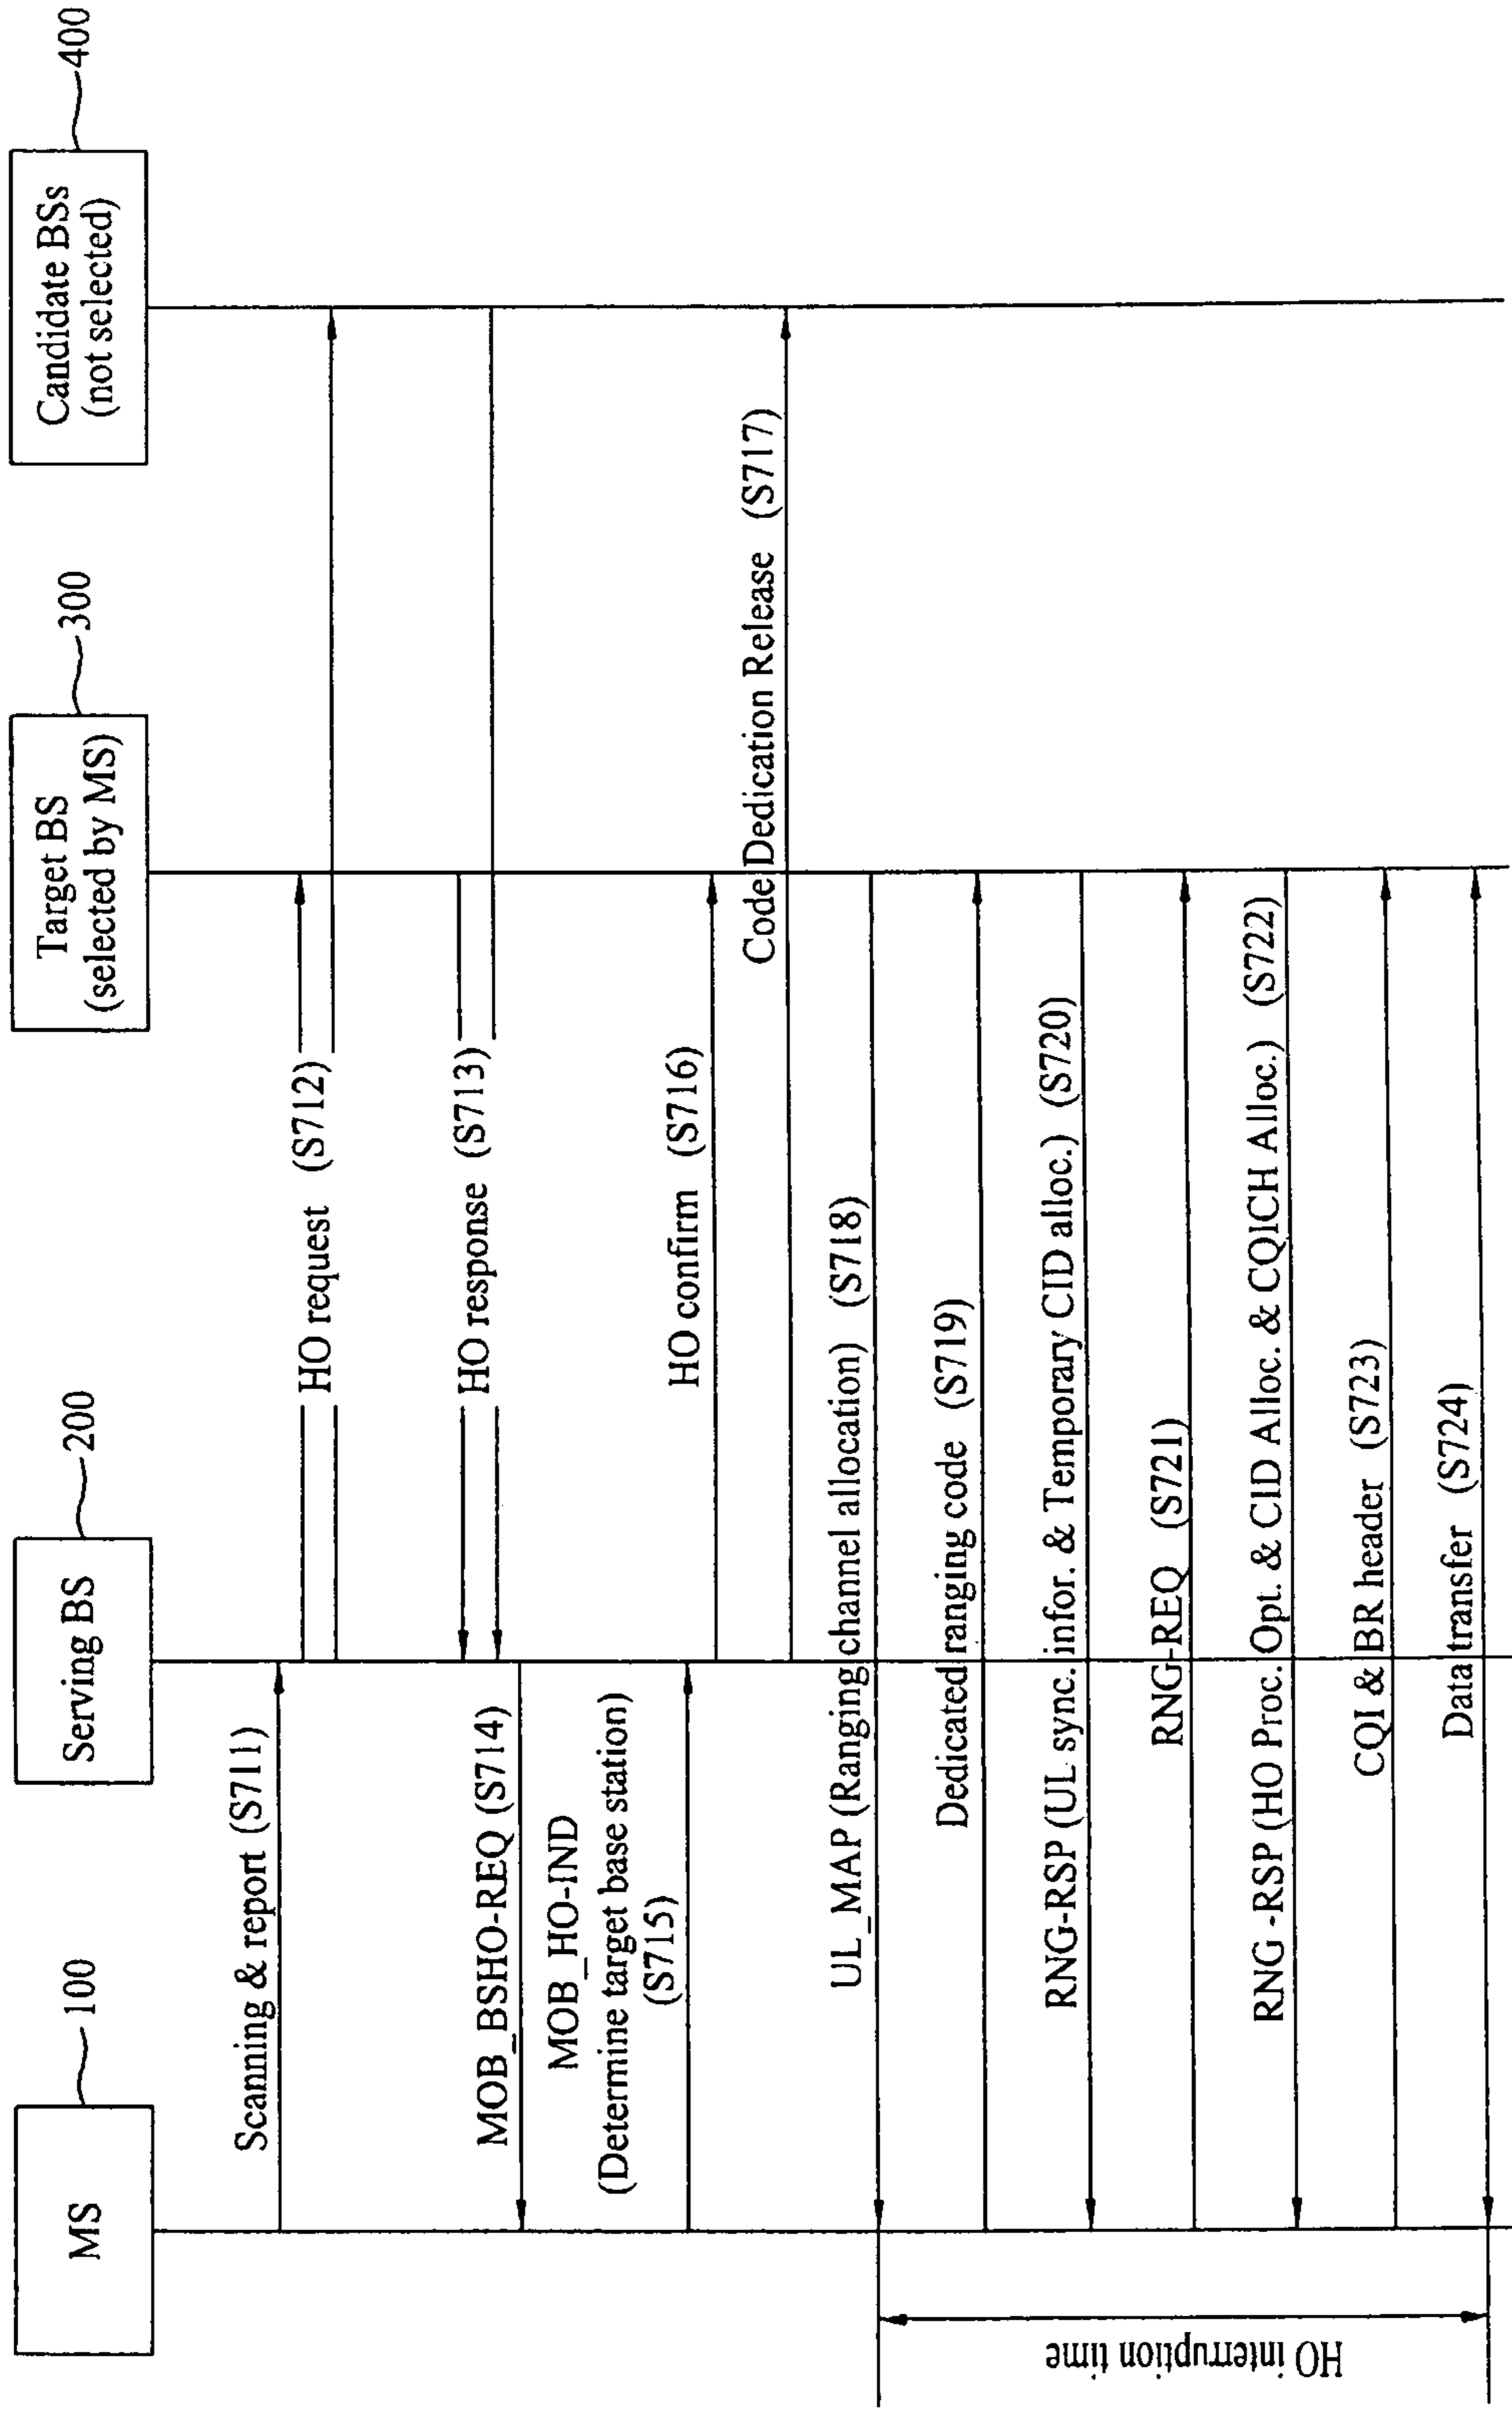 MS
100
Serving BS
200
Target BS
(selected by MS)
300
Candidate BSs
(not selected)
400
Scanning & report (S711)
HO request (S712)
HO response (S713)
MOB_BSHO-REQ (S714)
MOB_HO-IND
(Determine target base station)
(S715)
HO confirm (S716)
Code Dedication Release (S717)
UL_MAP (Ranging channel allocation) (S718)
Dedicated ranging code (S719)
RNG-RSP (UL sync. infor. & Temporary CID alloc.) (S720)
RNG-REQ (S721)
RNG -RSP (HO Proc. Opt. & CID Alloc. & CQICH Alloc.) (S722)
CQI & BR header (S723)
Data transfer (S724)
HO interruption time